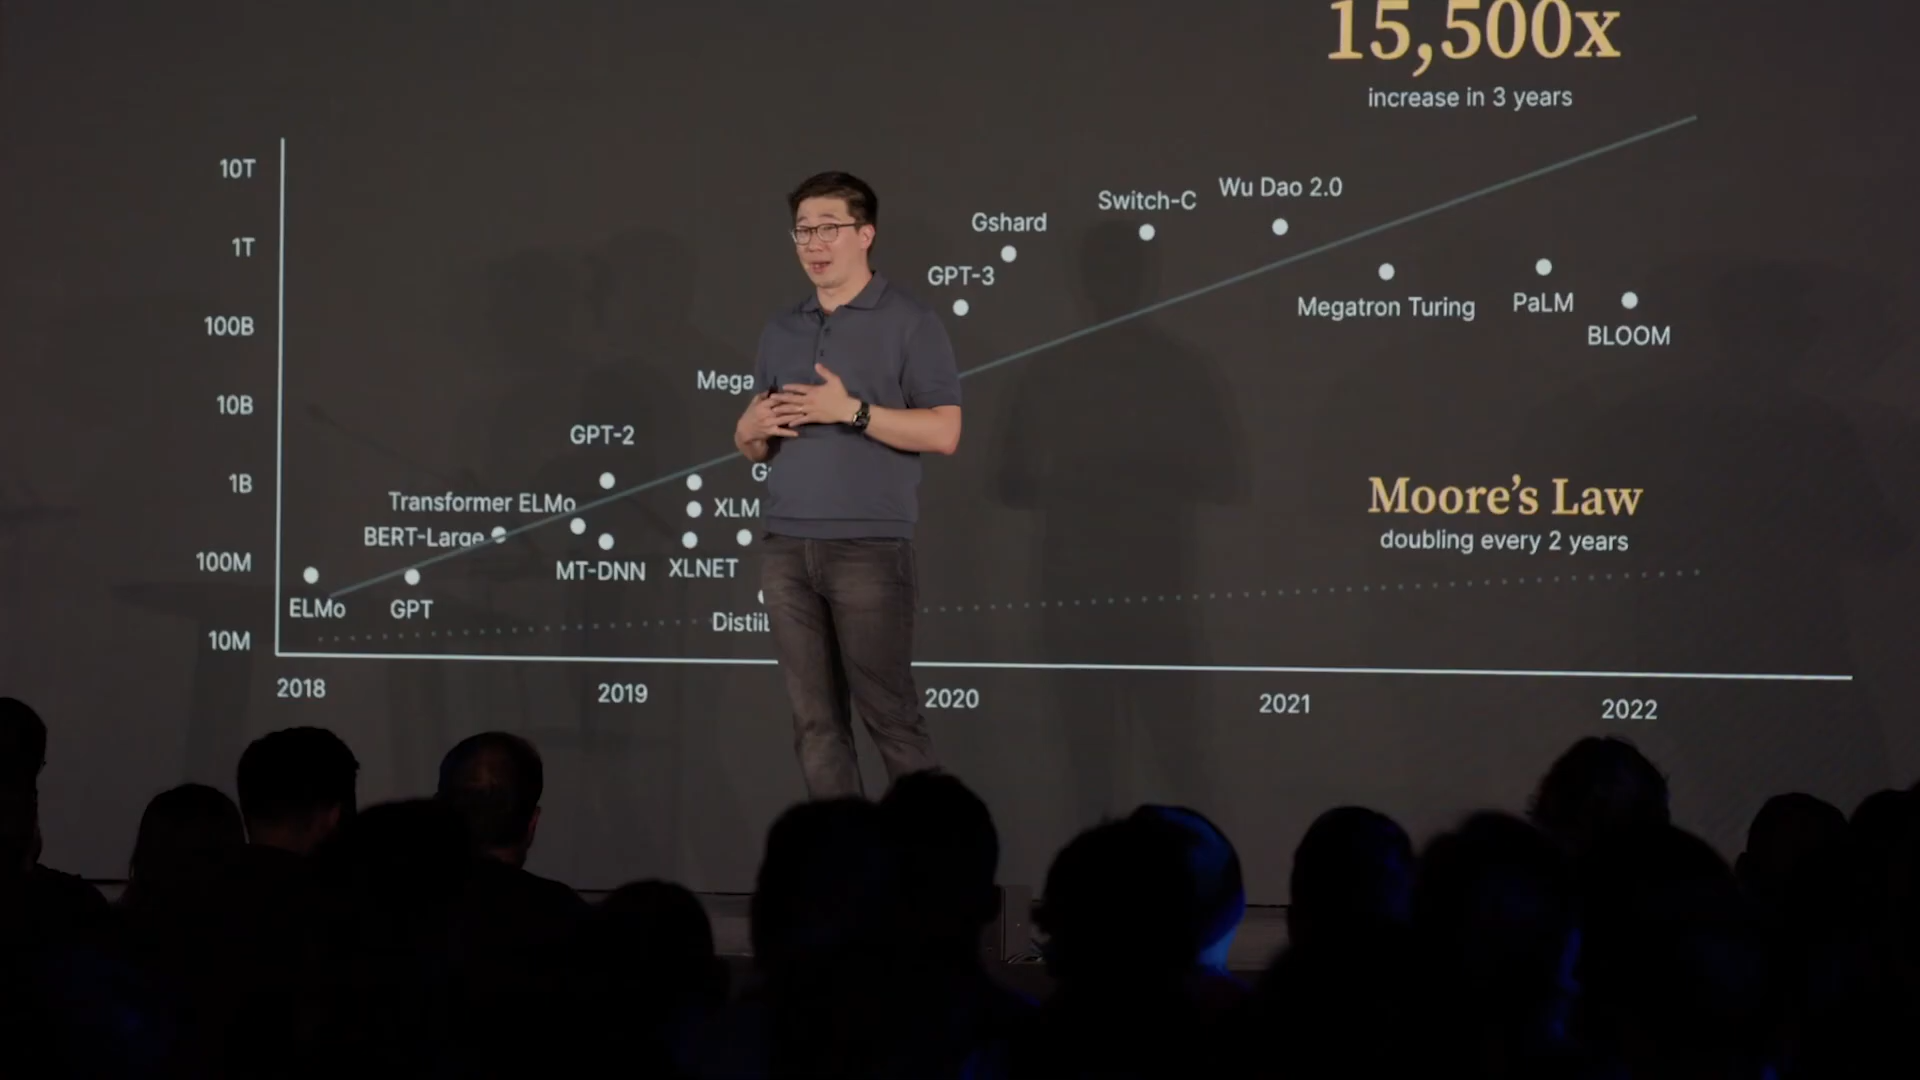 15,500x
increase in 3 years
10T
1T
100B
10B
1B
100M
10M
Wu Dao 2.0
Switch-C
Gshard
GPT-3
Megatron Turing
PaLM
BLOOM
Mega
GPT-2
Transformer ELMo
XLM
BERT-Large
MT-DNN
XLNET
ELMo
GPT
Distil
Moore's Law
doubling every 2 years
2018
2019
2020
2021
2022